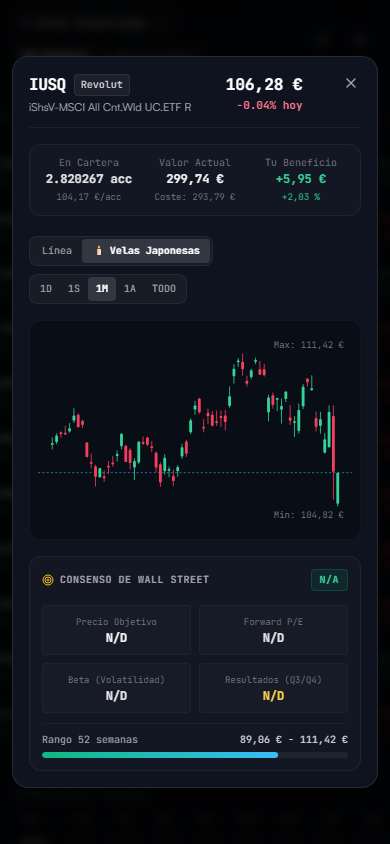 IUSQ Revolut 106,28 €
iShsV-MSCI All Cnt.Wld UC.ETF R -0.04% hoy
En Cartera Valor Actual Tu Beneficio
2.820267 acc 299,74 € +5,95 €
104,17 €/acc Coste: 293,79 € +2,03 %
Línea Velas Japonesas
1D 1S 1M 1A TODO
Max: 111,42 €
Min: 104,82 €
CONSENSO DE WALL STREET N/A
Precio Objetivo Forward P/E
N/D N/D
Beta (Volatilidad) Resultados (Q3/Q4)
N/D N/D
Rango 52 semanas 89,06 € - 111,42 €